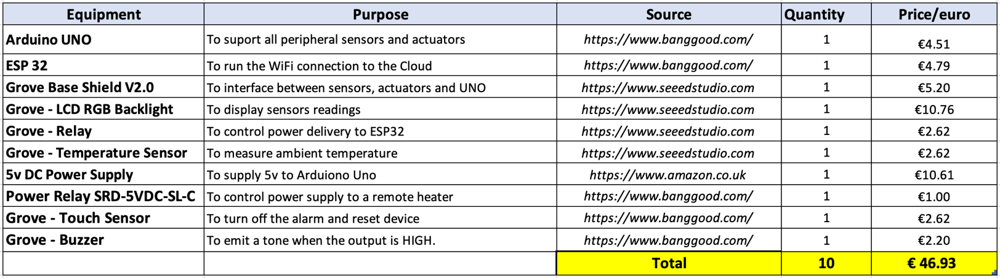 Equipment Purpose Source Quantity Price/euro
Arduino UNO To suport all peripheral sensors and actuators https://www.banggood.com/ 1 €4.51
ESP 32 To run the WiFi connection to the Cloud https://www.banggood.com/ 1 €4.79
Grove Base Shield V2.0 To interface between sensors, actuators and UNO https://www.seeedstudio.com 1 €5.20
Grove - LCD RGB Backlight To display sensors readings https://www.seeedstudio.com 1 €10.76
Grove - Relay To control power delivery to ESP32 https://www.seeedstudio.com 1 €2.62
Grove - Temperature Sensor To measure ambient temperature https://www.seeedstudio.com 1 €2.62
5v DC Power Supply To supply 5v to Arduiono Uno https://www.amazon.co.uk 1 €10.61
Power Relay SRD-5VDC-SL-C To control power supply to a remote heater https://www.banggood.com/ 1 €1.00
Grove - Touch Sensor To turn off the alarm and reset device https://www.banggood.com/ 1 €2.62
Grove - Buzzer To emit a tone when the output is HIGH. https://www.banggood.com/ 1 €2.20
Total 10 € 46.93